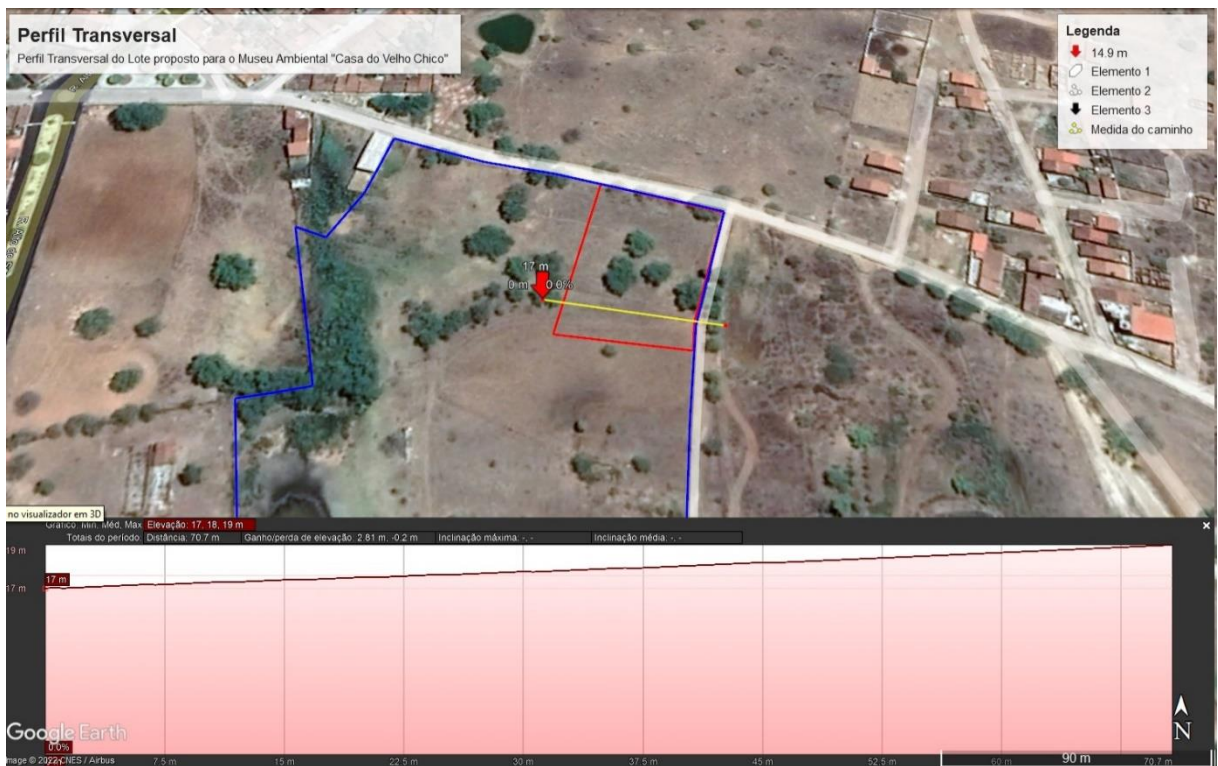 Perfil Transversal
Perfil Transversal do Lote proposto para o Museu Ambiental "Casa do Velho Chico"
Legenda
14.9 m
Elemento 1
Elemento 2
Elemento 3
Medida do caminho
17 m
0 m 0.0%
no visualizador em 3D
Gráfico: Mín, Méd, Máx Elevação: 17, 18, 19 m
Totais do período: Distância: 70.7 m Ganho/perda de elevação: 2.81 m, -0.2 m Inclinação máxima: -, - Inclinação média: -, -
19 m
17 m
17 m
Google Earth
N
0.0%
Image © 2022 CNES / Airbus
7.5 m 15 m 22.5 m 30 m 37.5 m 45 m 52.5 m 60 m 70.7 m
90 m